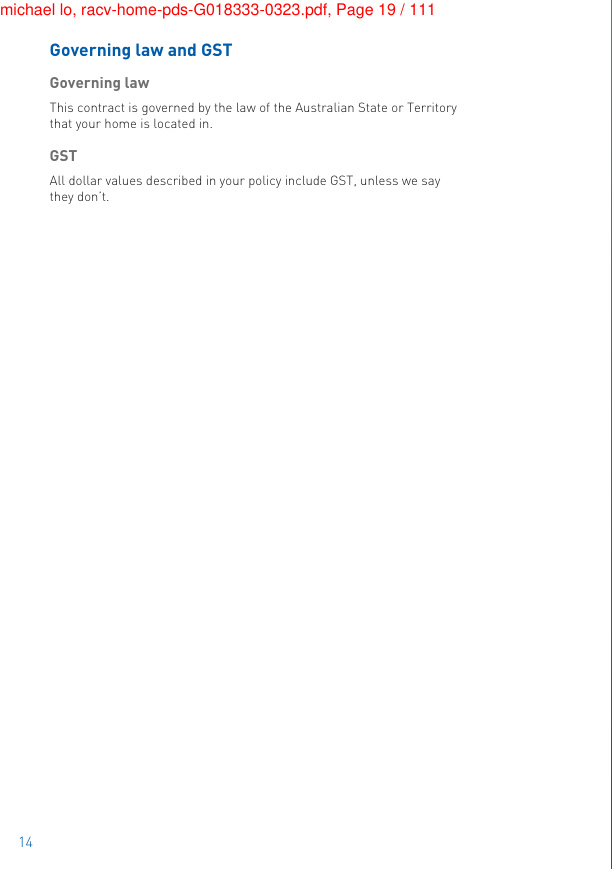 michael lo, racv-home-pds-G018333-0323.pdf, Page 19 / 111
Governing law and GST
Governing law
This contract is governed by the law of the Australian State or Territory
that your home is located in.
GST
All dollar values described in your policy include GST, unless we say
they don't.
14